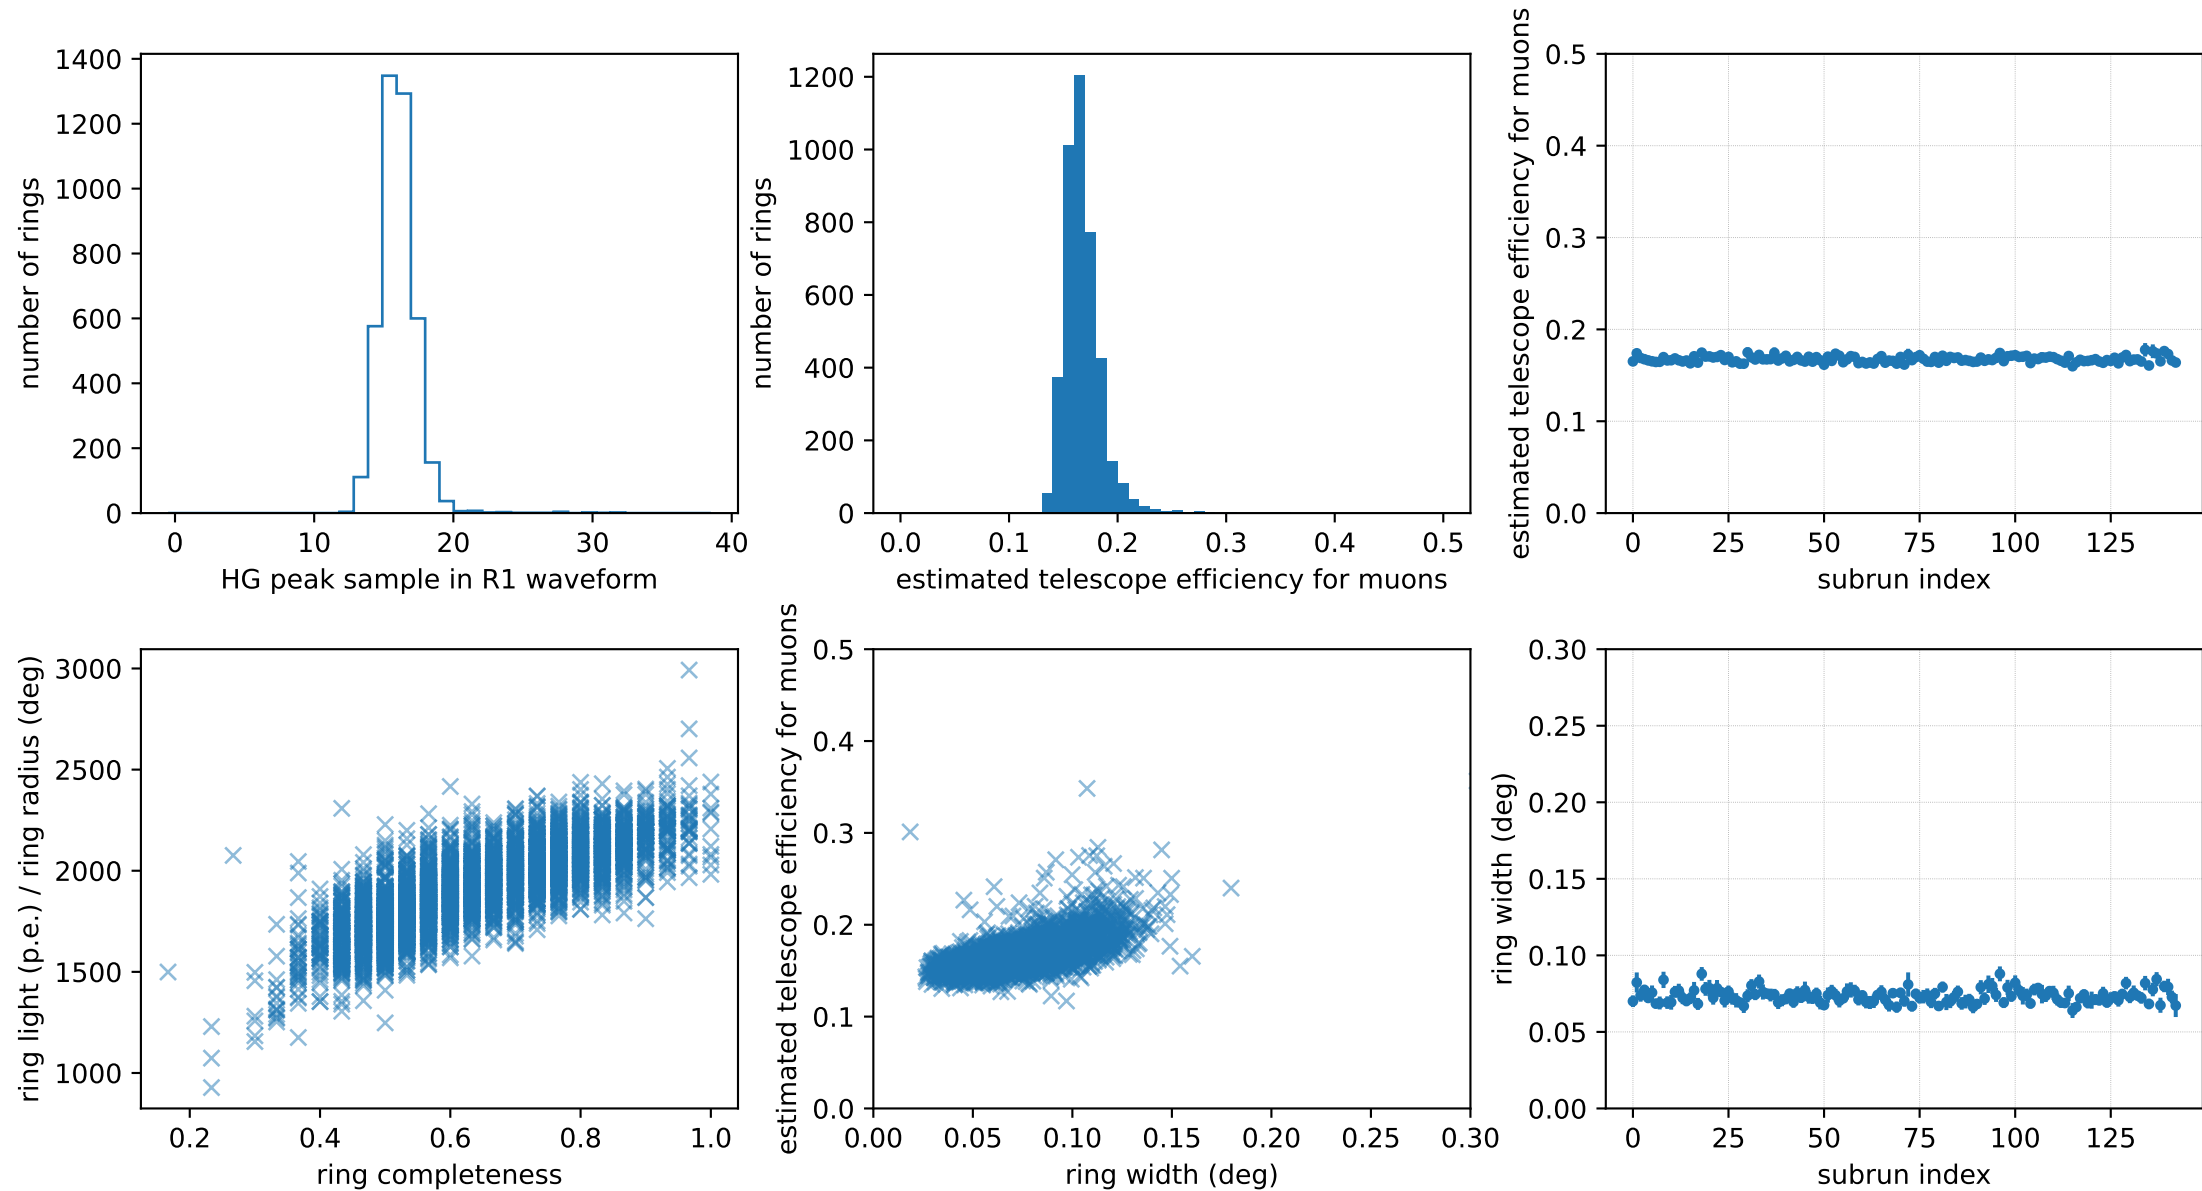 1400
1200
1000
800
600
400
200
0
number of rings
0 10 20 30 40
HG peak sample in R1 waveform
1200
1000
800
600
400
200
0
number of rings
0.0 0.1 0.2 0.3 0.4 0.5
estimated telescope efficiency for muons
0.5
0.4
0.3
0.2
0.1
0.0
estimated telescope efficiency for muons
0 25 50 75 100 125
subrun index
3000
2500
2000
1500
1000
ring light (p.e.) / ring radius (deg)
0.2 0.4 0.6 0.8 1.0
ring completeness
0.5
0.4
0.3
0.2
0.1
0.0
estimated telescope efficiency for muons
0.00 0.05 0.10 0.15 0.20 0.25 0.30
ring width (deg)
0.30
0.25
0.20
0.15
0.10
0.05
0.00
ring width (deg)
0 25 50 75 100 125
subrun index